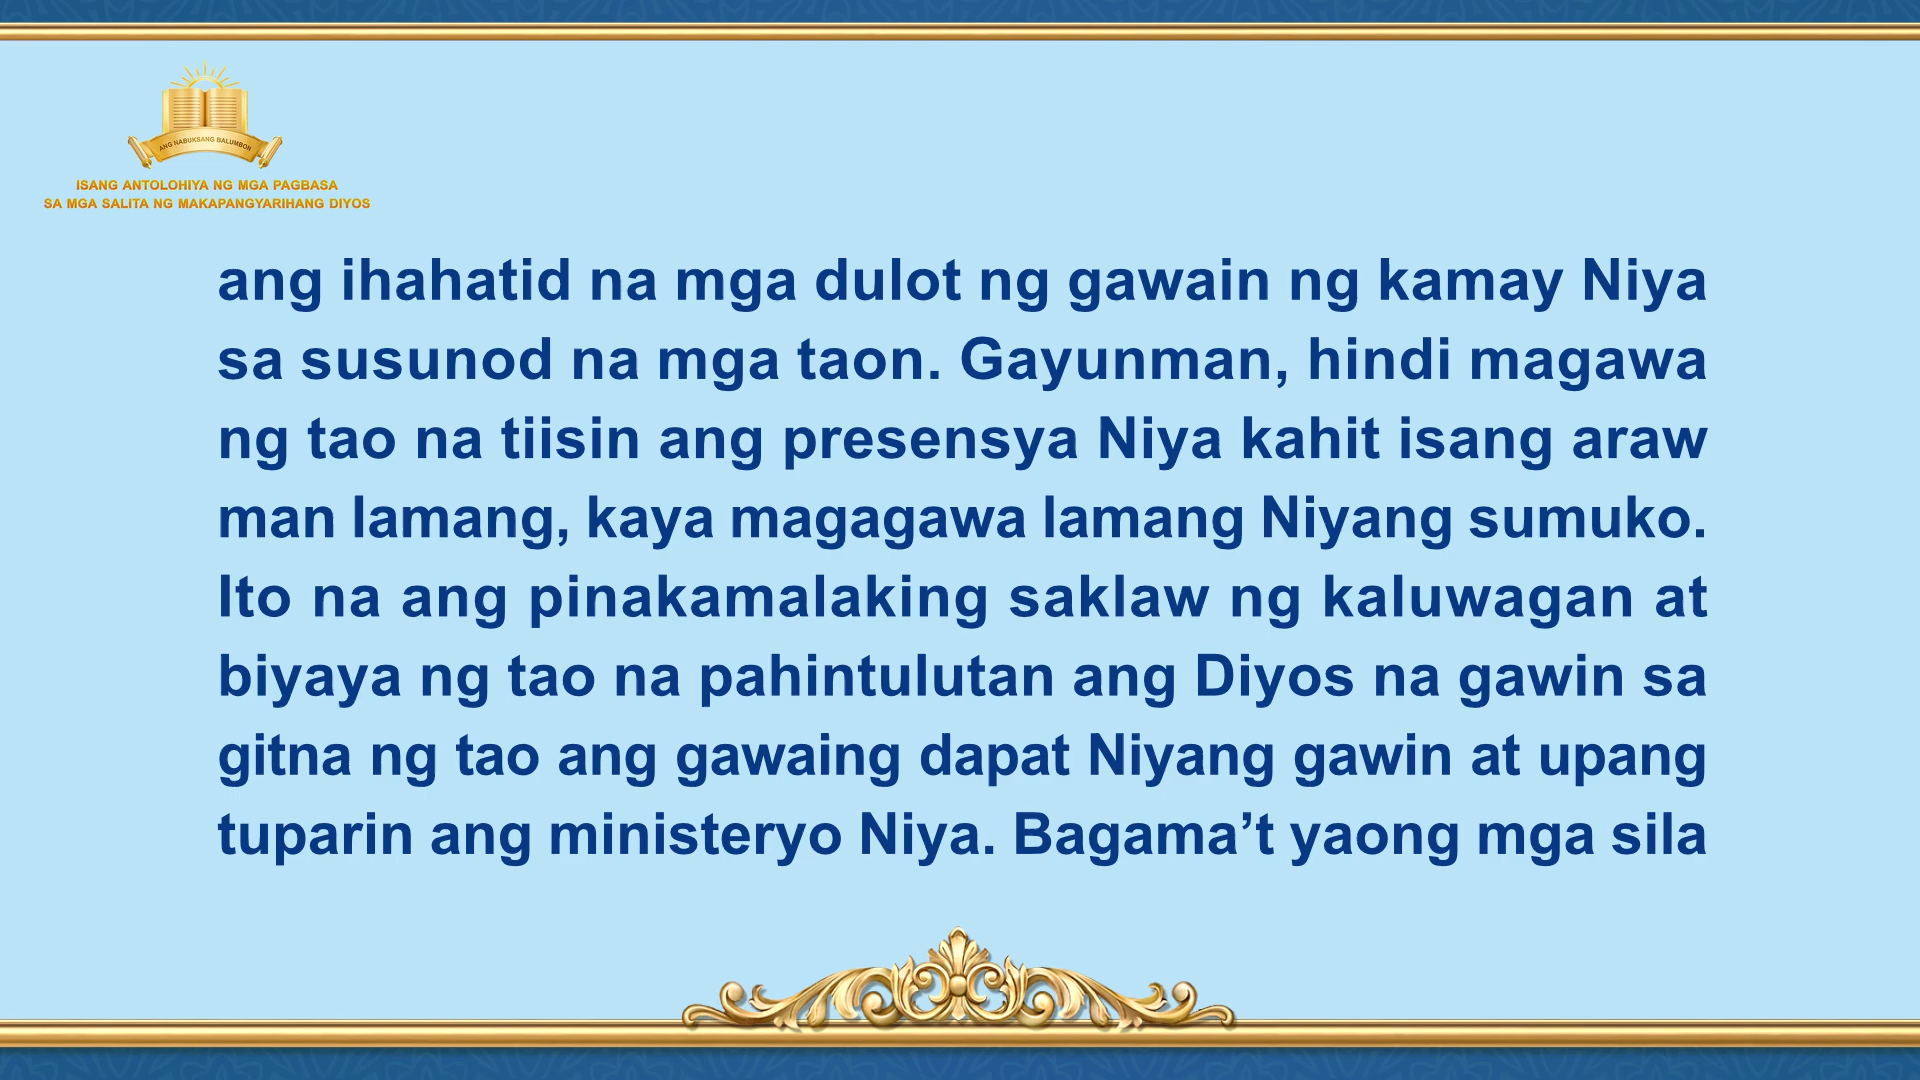 ANG NABUKSANG BALUMBON
ISANG ANTOLOHIYA NG MGA PAGBASA
SA MGA SALITA NG MAKAPANGYARIHANG DIYOS
ang ihahatid na mga dulot ng gawain ng kamay Niya
sa susunod na mga taon. Gayunman, hindi magawa
ng tao na tiisin ang presensya Niya kahit isang araw
man lamang, kaya magagawa lamang Niyang sumuko.
Ito na ang pinakamalaking saklaw ng kaluwagan at
biyaya ng tao na pahintulutan ang Diyos na gawin sa
gitna ng tao ang gawaing dapat Niyang gawin at upang
tuparin ang ministeryo Niya. Bagama’t yaong mga sila